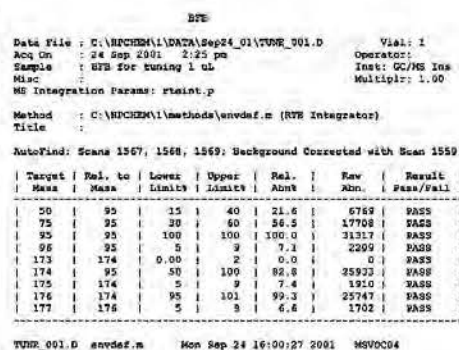 BFB
Data File : C:\HPCHEM\1\DATA\Sep24_01\TUNE_001.D Vial: 1
Acq On : 24 Sep 2001 2:25 pm Operator:
Sample : BFB for tuning 1 uL Inst: GC/MS Ins
Misc : Multiplr: 1.00
MS Integration Params: rteint.p
Method : C:\HPCHEM\1\methods\envdef.m (RTE Integrator)
Title :
AutoFind: Scans 1567, 1568, 1569; Background Corrected with Scan 1559
| Target | Rel. to | Lower | Upper | Rel. | Raw | Result
| Mass | Mass | Limit% | Limit% | Abn% | Abn. | Pass/Fail
| 50 | 95 | 15 | 40 | 21.6 | 6769 | PASS
| 75 | 95 | 30 | 60 | 56.5 | 17708 | PASS
| 95 | 95 | 100 | 100 | 100.0 | 31317 | PASS
| 96 | 95 | 5 | 9 | 7.1 | 2209 | PASS
| 173 | 174 | 0.00 | 2 | 0.0 | 0 | PASS
| 174 | 95 | 50 | 100 | 82.8 | 25933 | PASS
| 175 | 174 | 5 | 9 | 7.4 | 1910 | PASS
| 176 | 174 | 95 | 101 | 99.3 | 25747 | PASS
| 177 | 176 | 5 | 9 | 6.6 | 1702 | PASS
TUNE_001.D envdef.m Mon Sep 24 16:00:27 2001 MSVOC04